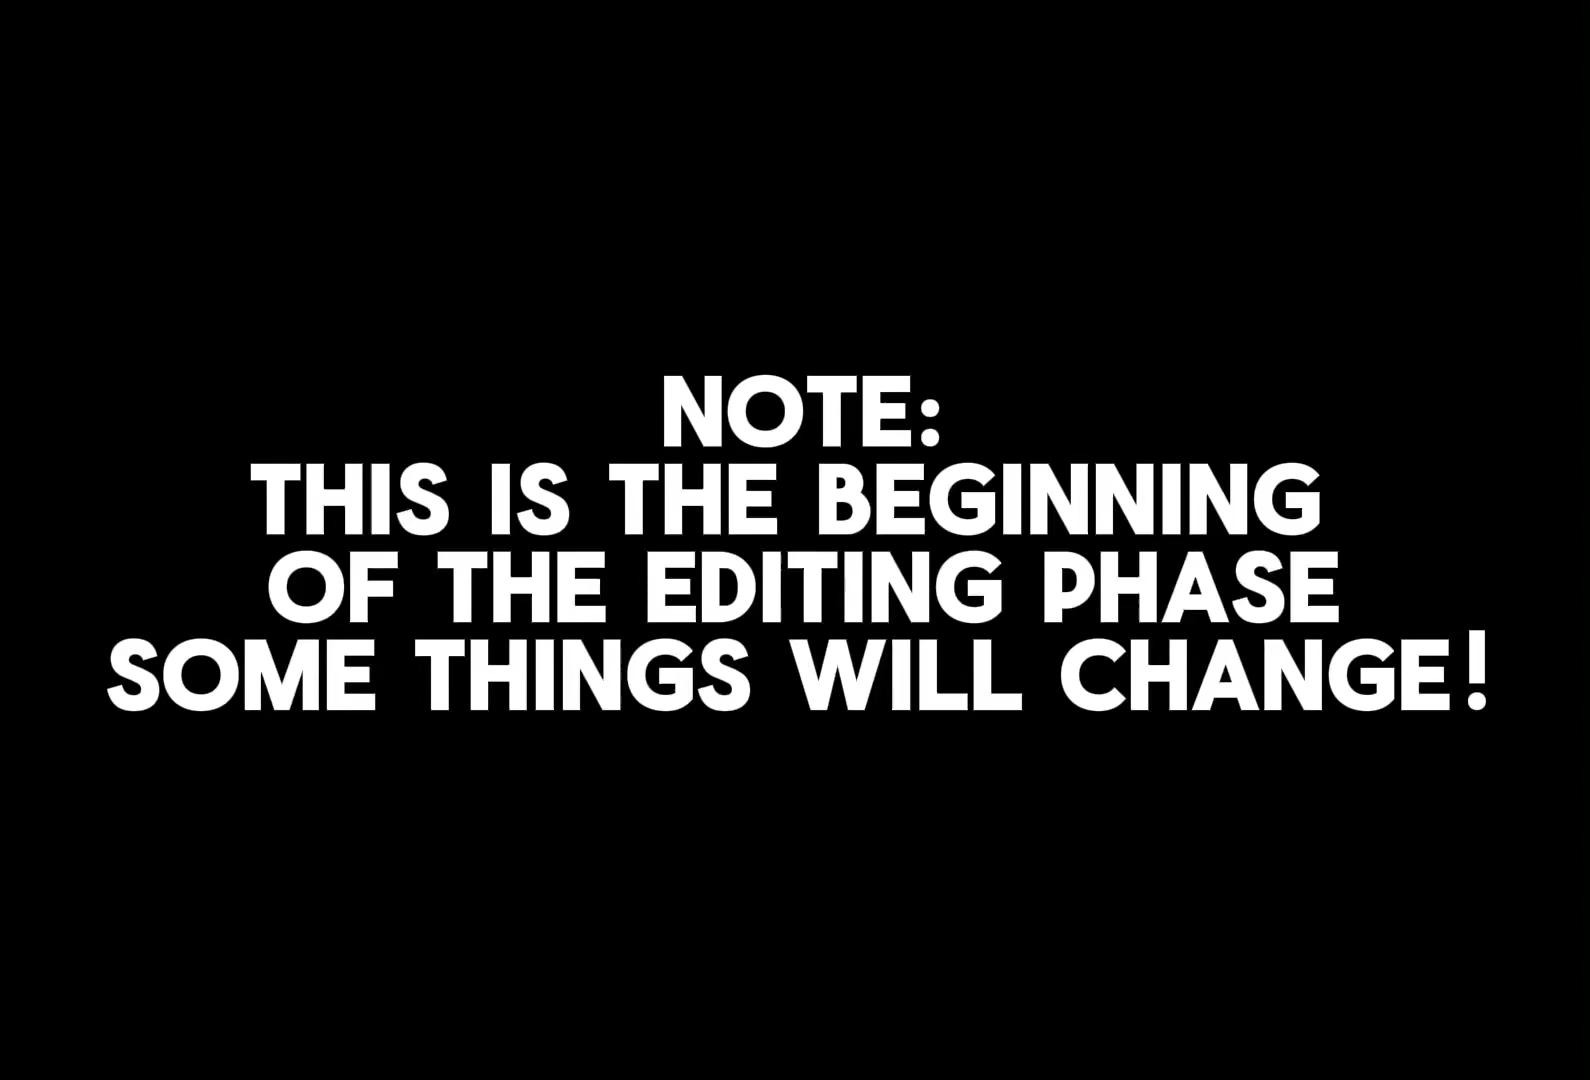 NOTE:
THIS IS THE BEGINNING
OF THE EDITING PHASE
SOME THINGS WILL CHANGE!